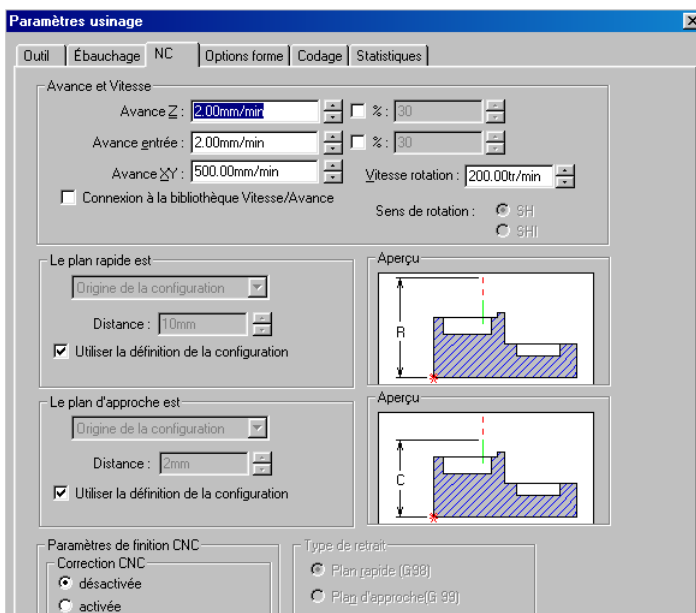 Paramètres usinage
Outil Ébauchage NC Options forme Codage Statistiques
Avance et Vitesse
Avance Z : 2.00mm/min % : 30
Avance entrée : 2.00mm/min % : 30
Avance XY : 500.00mm/min Vitesse rotation : 200.00tr/min
Connexion à la bibliothèque Vitesse/Avance
Sens de rotation : SH
SHI
Le plan rapide est
Origine de la configuration
Distance : 10mm
Utiliser la définition de la configuration
Aperçu
R
Le plan d'approche est
Origine de la configuration
Distance : 2mm
Utiliser la définition de la configuration
Aperçu
C
Paramètres de finition CNC
Correction CNC
désactivée
activée
Type de retrait
Plan rapide (G98)
Plan d'approche(G 99)